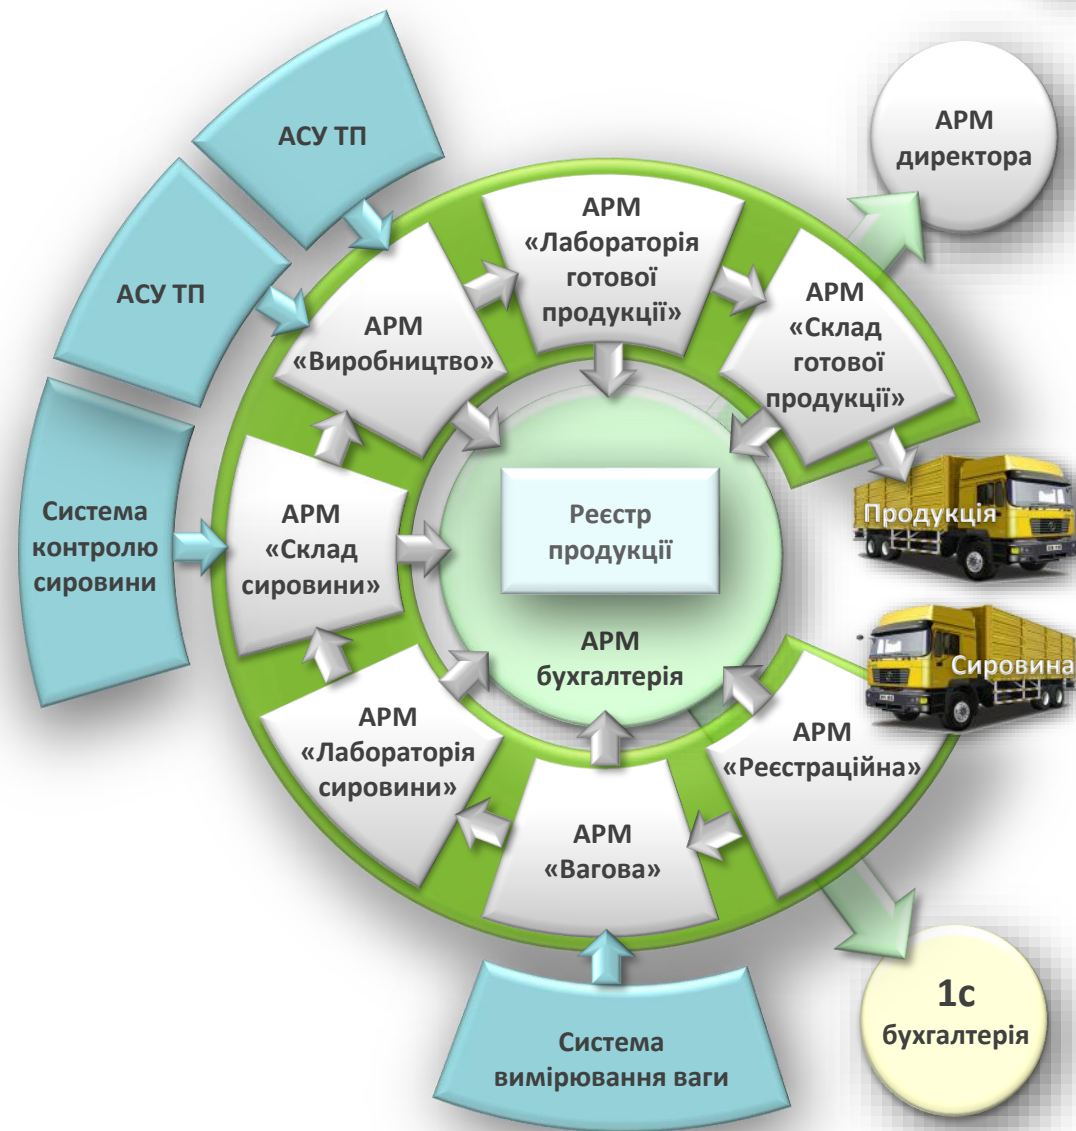 АСУ ТП
АРМ
директора
АРМ
«Лабораторія
готової
продукції»
АСУ ТП
АРМ
«Виробництво»
АРМ
«Склад
готової
продукції»
Система
контролю
сировини
АРМ
«Склад
сировини»
Реєстр
продукції
Продукція
АРМ
бухгалтерія
Сировина
АРМ
«Лабораторія
сировини»
АРМ
«Реєстраційна»
АРМ
«Вагова»
1с
бухгалтерія
Система
вимірювання ваги